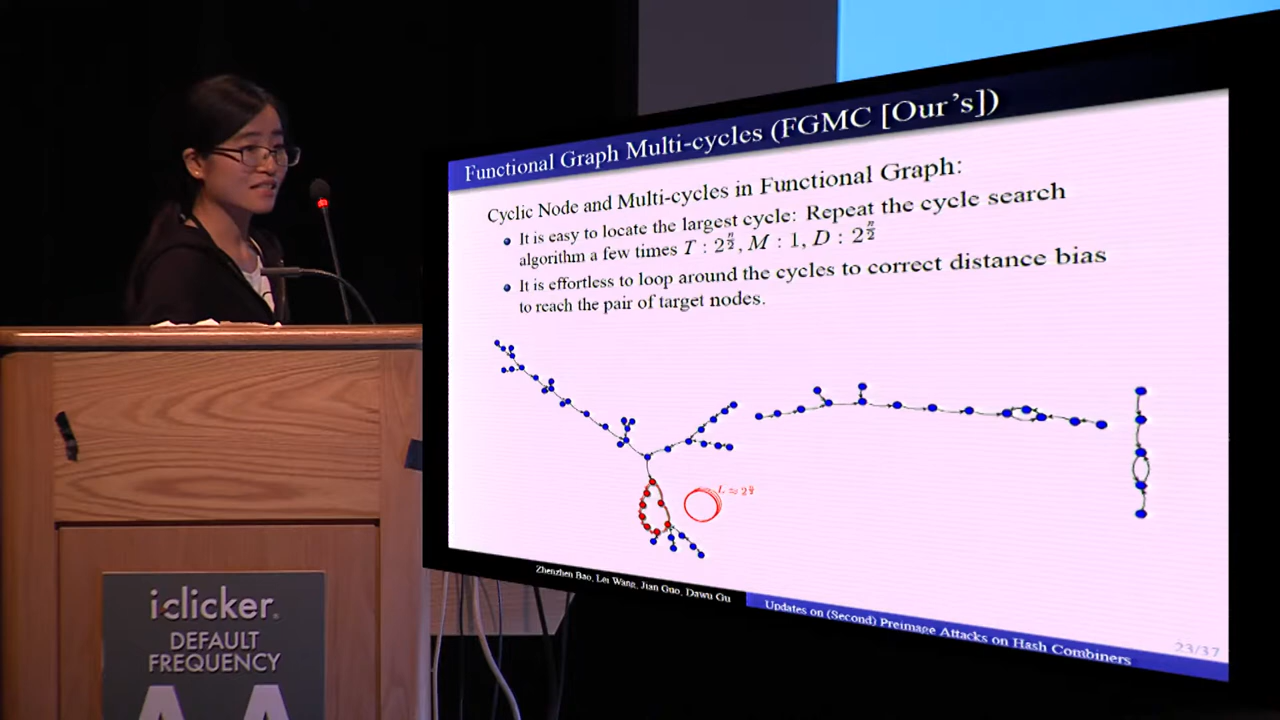 Functional Graph Multi-cycles (FGMC [Our's])
Cyclic Node and Multi-cycles in Functional Graph:
It is easy to locate the largest cycle: Repeat the cycle search
algorithm a few times T : 2^{n/2}, M : 1, D : 2^{n/2}
It is effortless to loop around the cycles to correct distance bias
to reach the pair of target nodes.
L ≈ 2^{n/2}
Zhenzhen Bao, Lei Wang, Jian Guo, Dawu Gu
Updates on (Second) Preimage Attacks on Hash Combiners
23/37
iclicker.
DEFAULT
FREQUENCY
AA